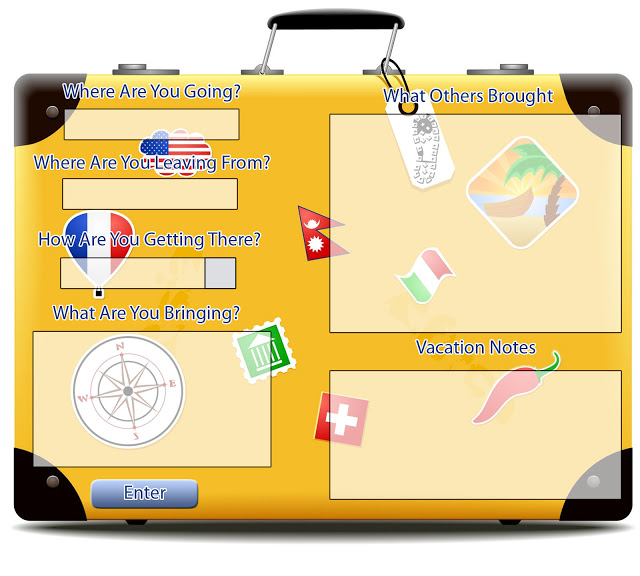 Where Are You Going?
What Others Brought
Where Are You Leaving From?
How Are You Getting There?
What Are You Bringing?
Vacation Notes
N
W
E
S
Enter